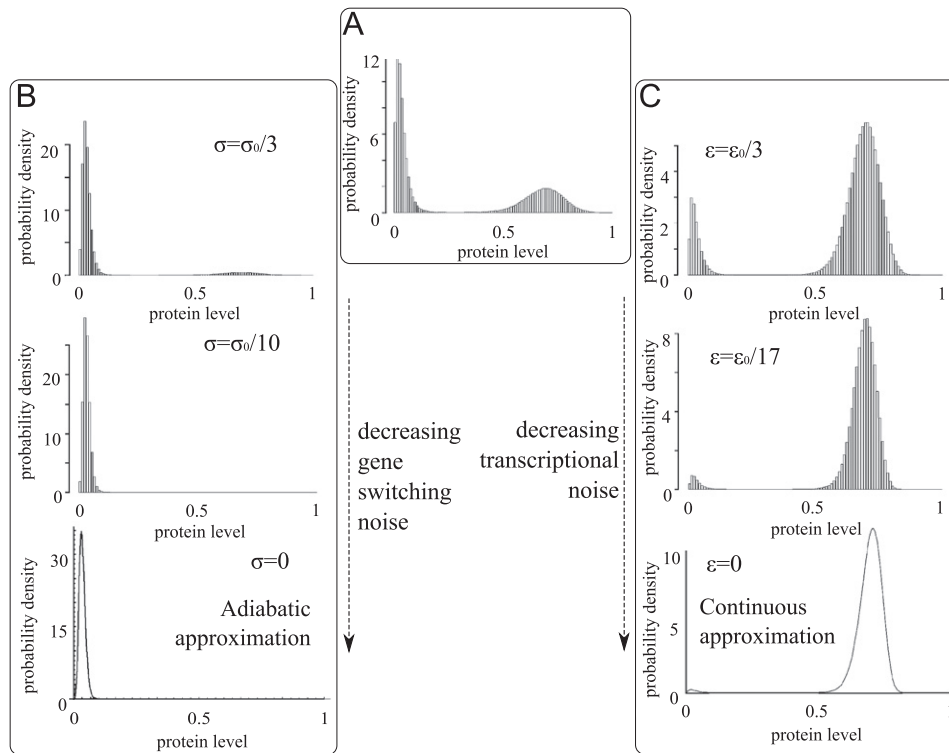 A
12
6
0
probability density
0
0.5
1
protein level
B
σ=σ₀/3
20
10
0
probability density
0
0.5
1
protein level
σ=σ₀/10
20
10
0
probability density
0
0.5
1
protein level
σ=0
Adiabatic
approximation
30
15
0
probability density
0
0.5
1
protein level
decreasing
gene
switching
noise
decreasing
transcriptional
noise
C
ε=ε₀/3
4
2
0
probability density
0
0.5
1
protein level
ε=ε₀/17
8
4
0
probability density
0
0.5
1
protein level
ε=0
Continuous
approximation
10
5
0
probability density
0
0.5
1
protein level